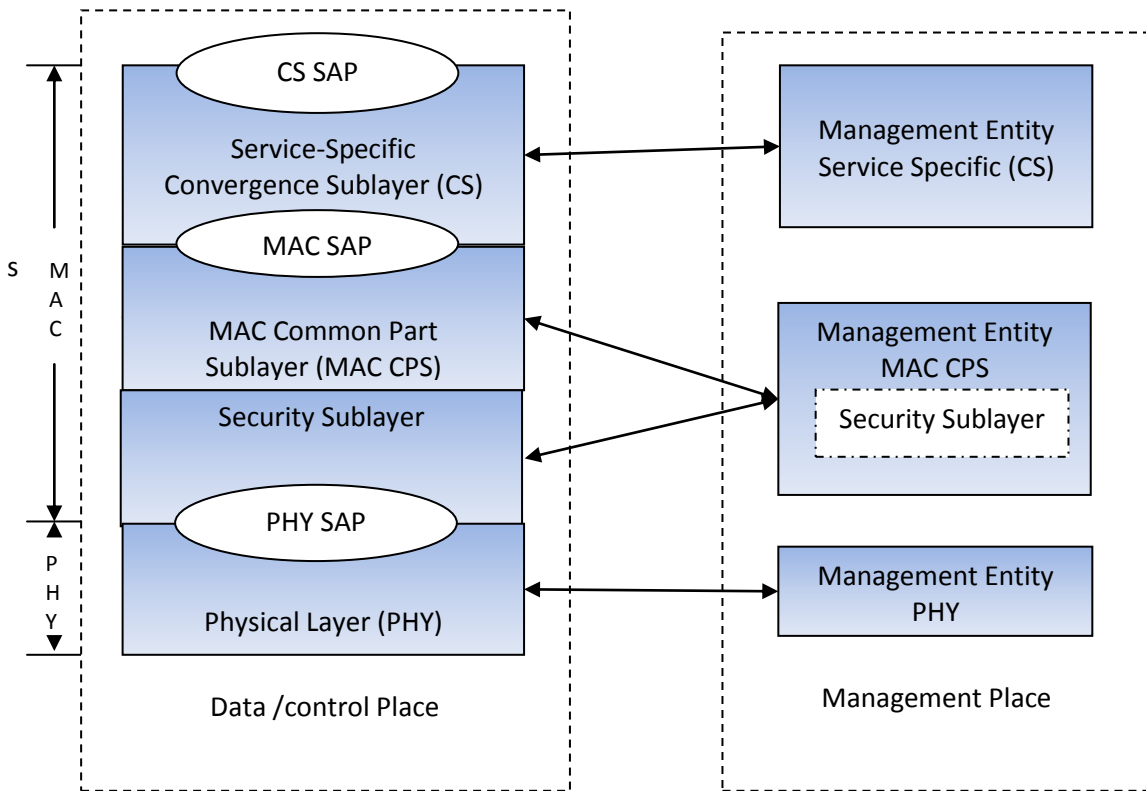 CS SAP
Service-Specific
Convergence Sublayer (CS)
MAC SAP
MAC Common Part
Sublayer (MAC CPS)
Security Sublayer
PHY SAP
Physical Layer (PHY)
Data /control Place
S
M
A
C
P
H
Y
Management Entity
Service Specific (CS)
Management Entity
MAC CPS
Security Sublayer
Management Entity
PHY
Management Place